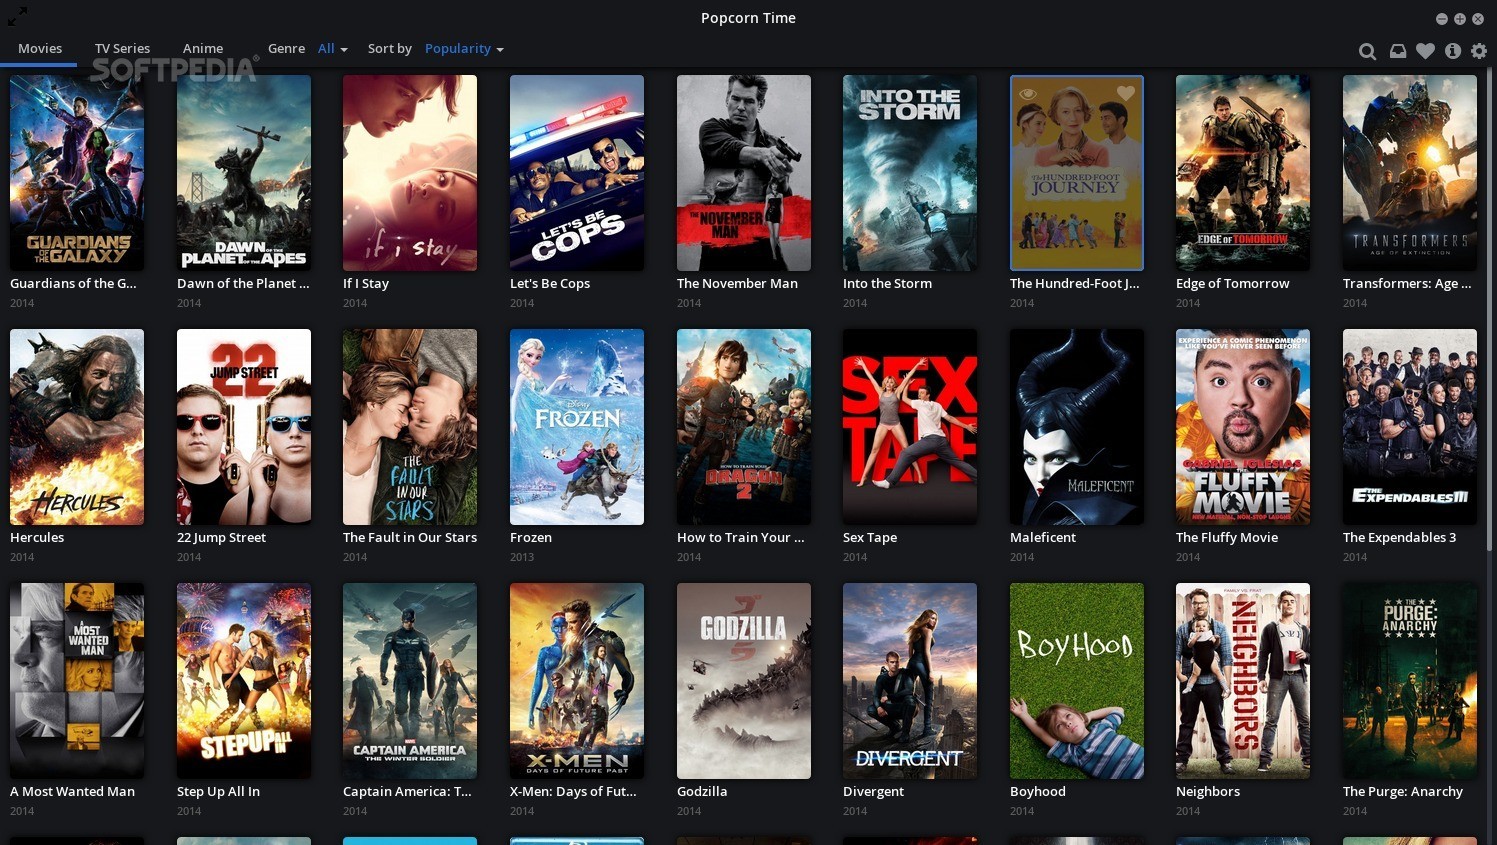 Popcorn Time
Movies TV Series Anime Genre All Sort by Popularity
SOFTPEDIA®
GUARDIANS
OF THE
GALAXY
DAWN OF THE
PLANET OF THE APES
if i stay
LET'S BE
COPS
THE
NOVEMBER
MAN
INTO THE
STORM
The HUNDRED-FOOT
JOURNEY
EDGE OF TOMORROW
TRANSFORMERS
AGE OF EXTINCTION
Guardians of the G...
2014
Dawn of the Planet ...
2014
If I Stay
2014
Let's Be Cops
2014
The November Man
2014
Into the Storm
2014
The Hundred-Foot J...
2014
Edge of Tomorrow
2014
Transformers: Age ...
2014
HERCULES
22
JUMP STREET
THE
FAULT
IN OUR
STARS
Disney
FROZEN
HOW TO TRAIN YOUR
DRAGON
2
SEX
TAPE
MALEFICENT
EXPERIENCE A COMIC PHENOMENON
LIKE YOU'VE NEVER SEEN BEFORE
GABRIEL IGLESIAS
THE
FLUFFY
MOVIE
NEW MATERIAL, NON-STOP LAUGHS
THE
EXPENDABLES III
Hercules
2014
22 Jump Street
2014
The Fault in Our Stars
2014
Frozen
2013
How to Train Your ...
2014
Sex Tape
2014
Maleficent
2014
The Fluffy Movie
2014
The Expendables 3
2014
A
MOST
WANTED
MAN
STEP UP ALL
IN
MARVEL
CAPTAIN AMERICA
THE WINTER SOLDIER
X-MEN
DAYS OF FUTURE PAST
GODZILLA
DIVERGENT
BOYHOOD
FAMILY VS. FRAT
NEIGHBORS
THE
PURGE:
ANARCHY
A Most Wanted Man
2014
Step Up All In
2014
Captain America: T...
2014
X-Men: Days of Fut...
2014
Godzilla
2014
Divergent
2014
Boyhood
2014
Neighbors
2014
The Purge: Anarchy
2014